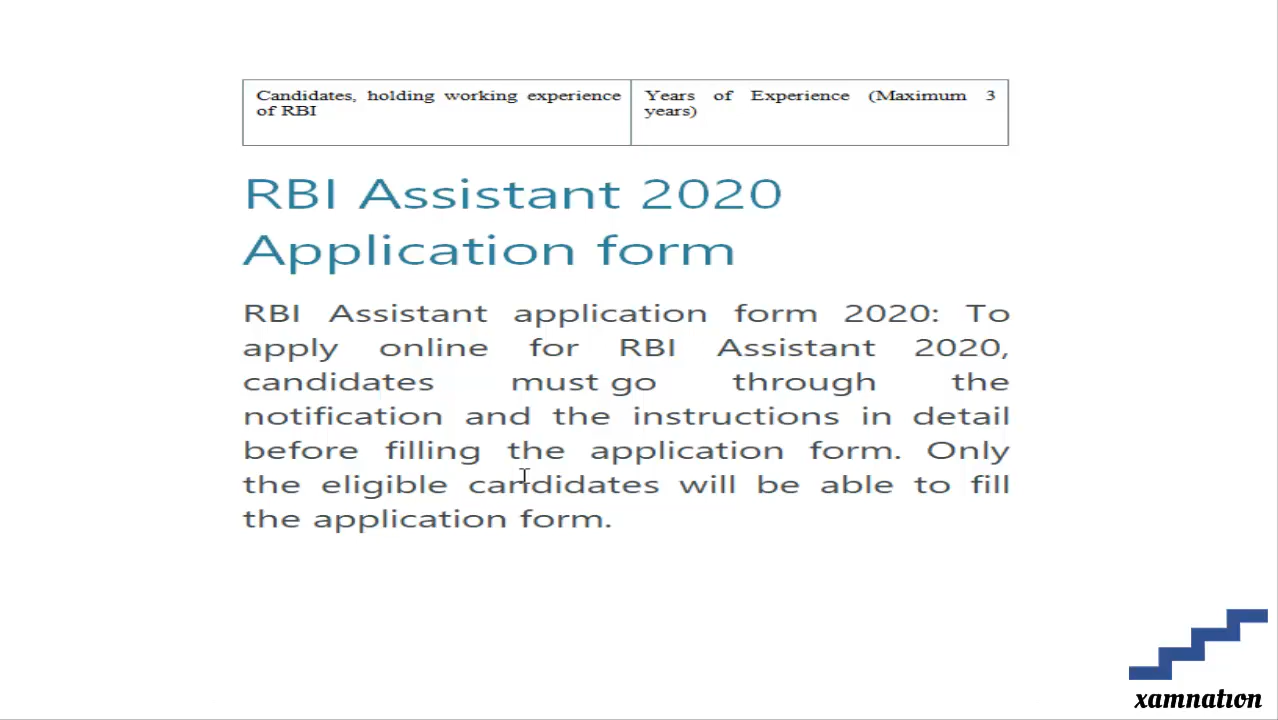 Candidates, holding working experience
of RBI
Years of Experience (Maximum 3
years)
RBI Assistant 2020
Application form
RBI Assistant application form 2020: To
apply online for RBI Assistant 2020,
candidates must go through the
notification and the instructions in detail
before filling the application form. Only
the eligible candidates will be able to fill
the application form.
xamnation